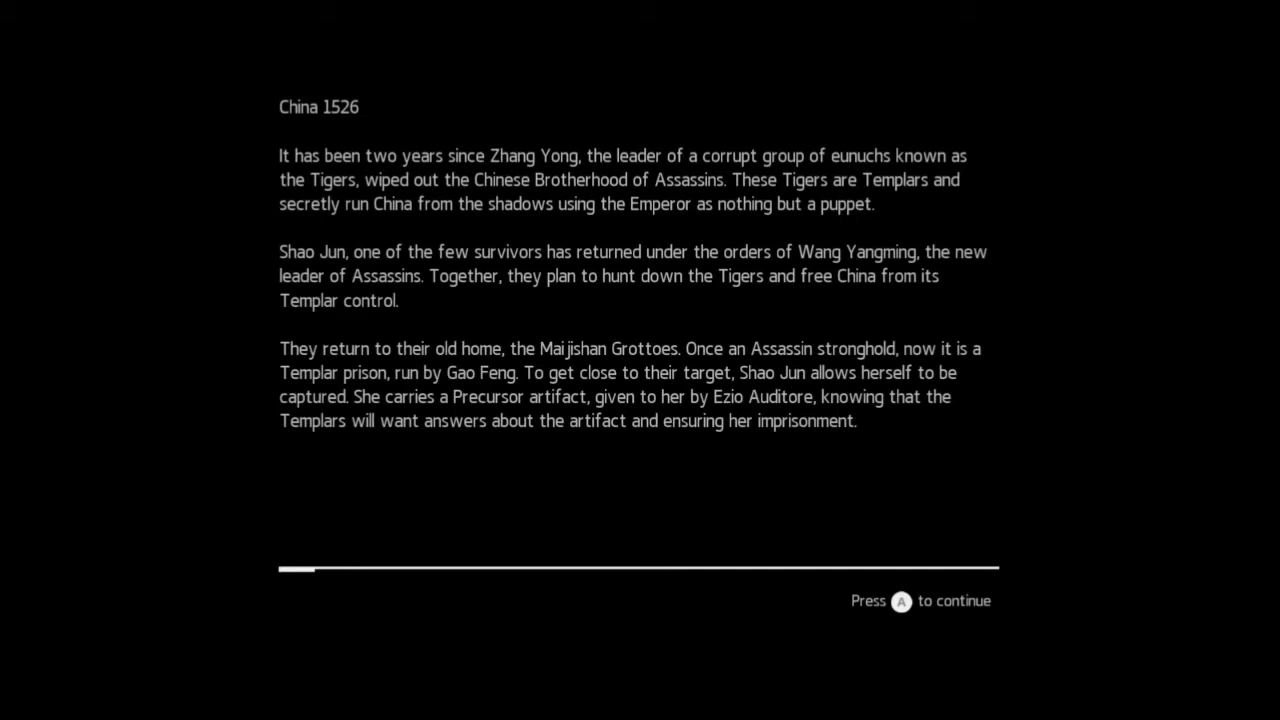 China 1526
It has been two years since Zhang Yong, the leader of a corrupt group of eunuchs known as
the Tigers, wiped out the Chinese Brotherhood of Assassins. These Tigers are Templars and
secretly run China from the shadows using the Emperor as nothing but a puppet.
Shao Jun, one of the few survivors has returned under the orders of Wang Yangming, the new
leader of Assassins. Together, they plan to hunt down the Tigers and free China from its
Templar control.
They return to their old home, the Maijishan Grottoes. Once an Assassin stronghold, now it is a
Templar prison, run by Gao Feng. To get close to their target, Shao Jun allows herself to be
captured. She carries a Precursor artifact, given to her by Ezio Auditore, knowing that the
Templars will want answers about the artifact and ensuring her imprisonment.
Press A to continue